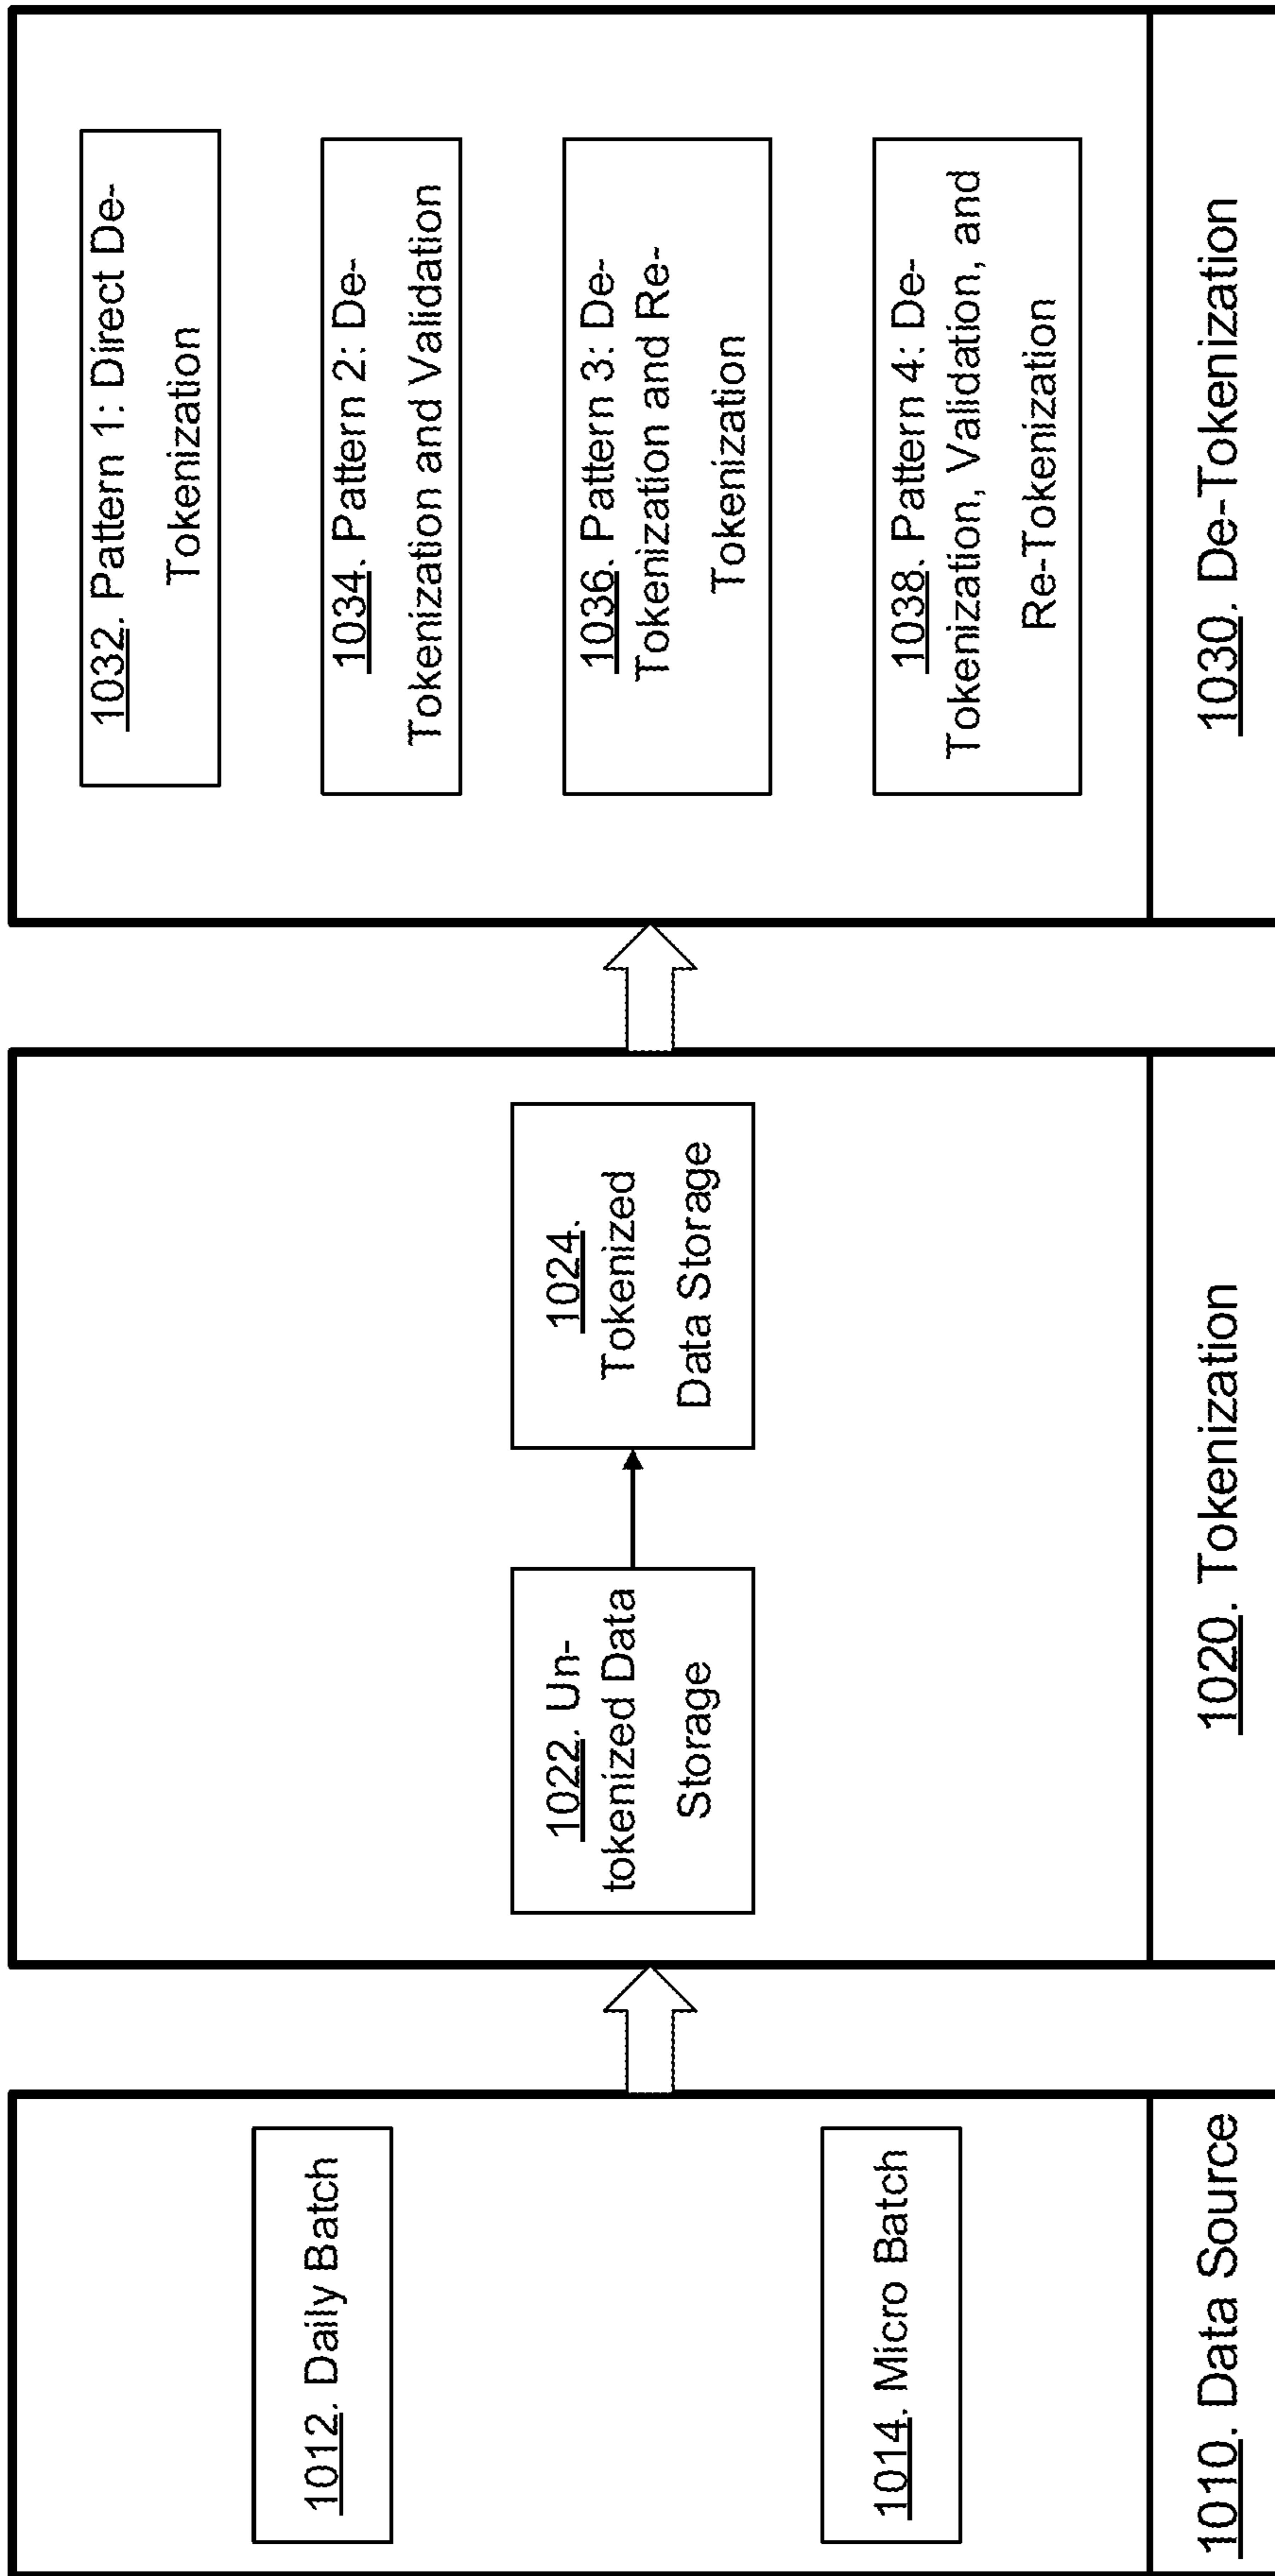 1012. Daily Batch
1014. Micro Batch
1010. Data Source
1022. Un-
tokenized Data
Storage
1024.
Tokenized
Data Storage
1020. Tokenization
1032. Pattern 1: Direct De-
Tokenization
1034. Pattern 2: De-
Tokenization and Validation
1036. Pattern 3: De-
Tokenization and Re-
Tokenization
1038. Pattern 4: De-
Tokenization, Validation, and
Re-Tokenization
1030. De-Tokenization